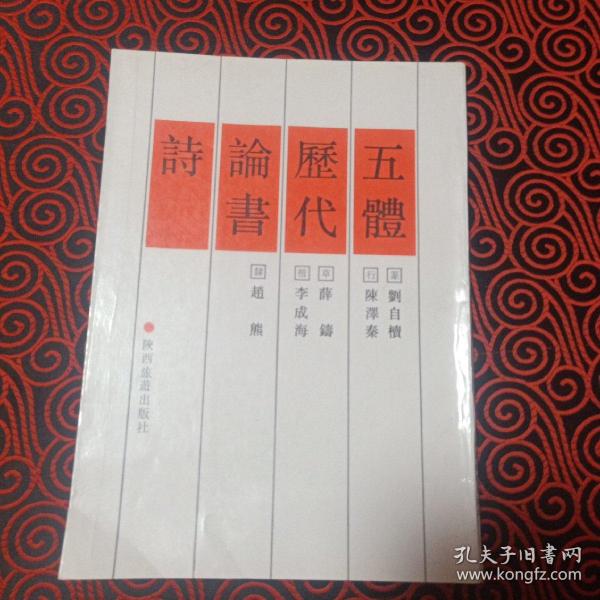 五體
歷代
論書
詩
篆 劉自櫝
行 陳澤秦
草 薛鑄
楷 李成海
隸 趙熊
陝西旅遊出版社
孔夫子旧书网
www.kongfz.com